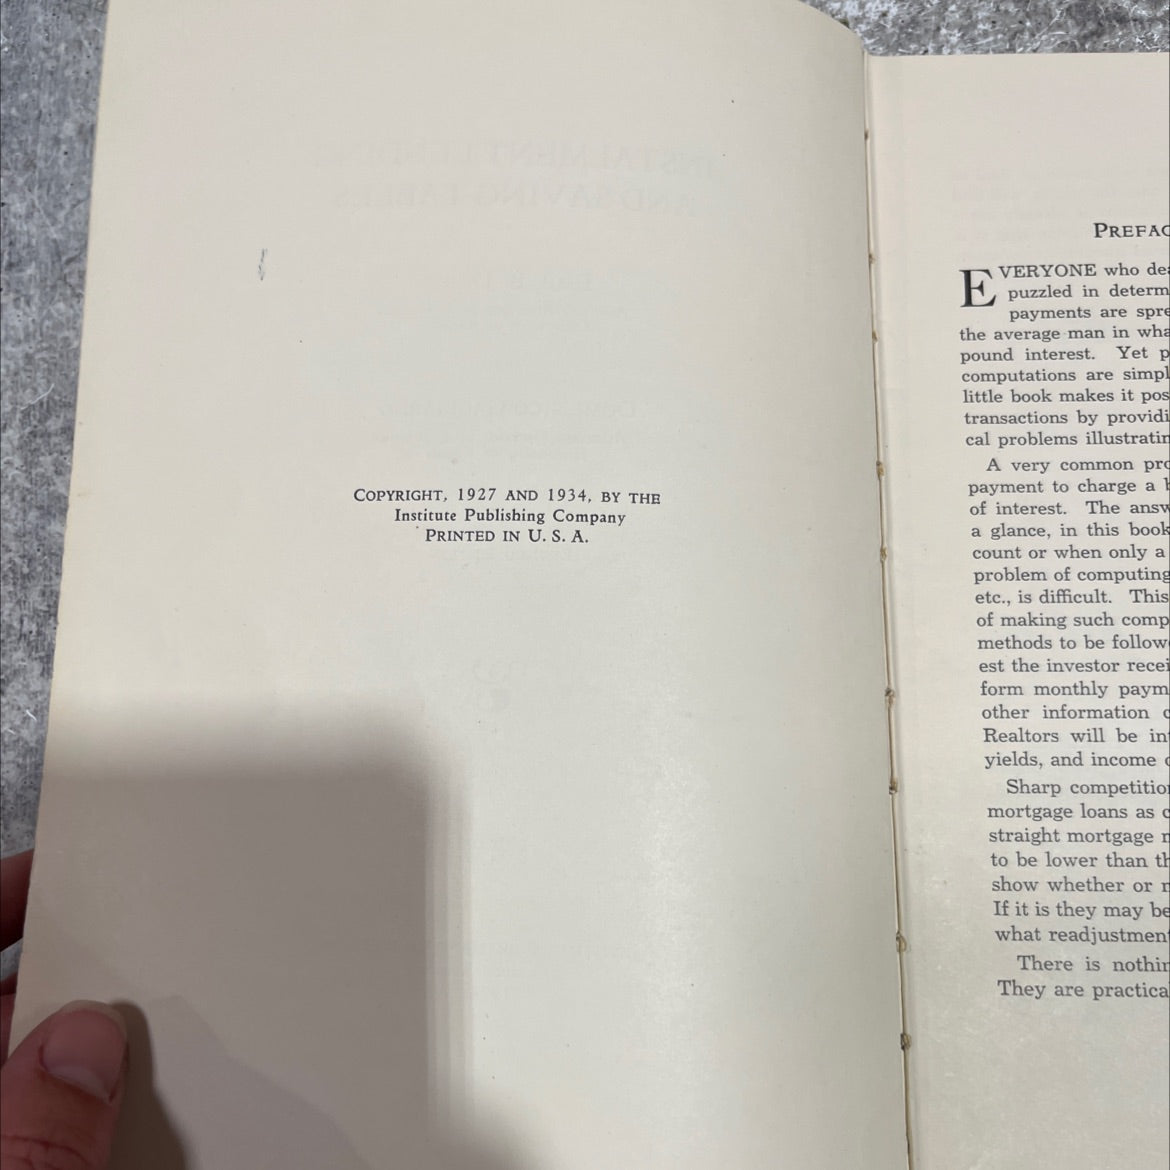 COPYRIGHT, 1927 AND 1934, BY THE
Institute Publishing Company
PRINTED IN U. S. A.
PREFAC
EVERYONE who dea
puzzled in determ
payments are spre
the average man in wha
pound interest. Yet p
computations are simpl
little book makes it pos
transactions by providi
cal problems illustratin
A very common pro
payment to charge a b
of interest. The answ
a glance, in this book
count or when only a
problem of computing
etc., is difficult. This
of making such comp
methods to be follow
est the investor recei
form monthly paym
other information c
Realtors will be in
yields, and income
Sharp competitio
mortgage loans as c
straight mortgage
to be lower than th
show whether or
If it is they may be
what readjustment
There is nothin
They are practica